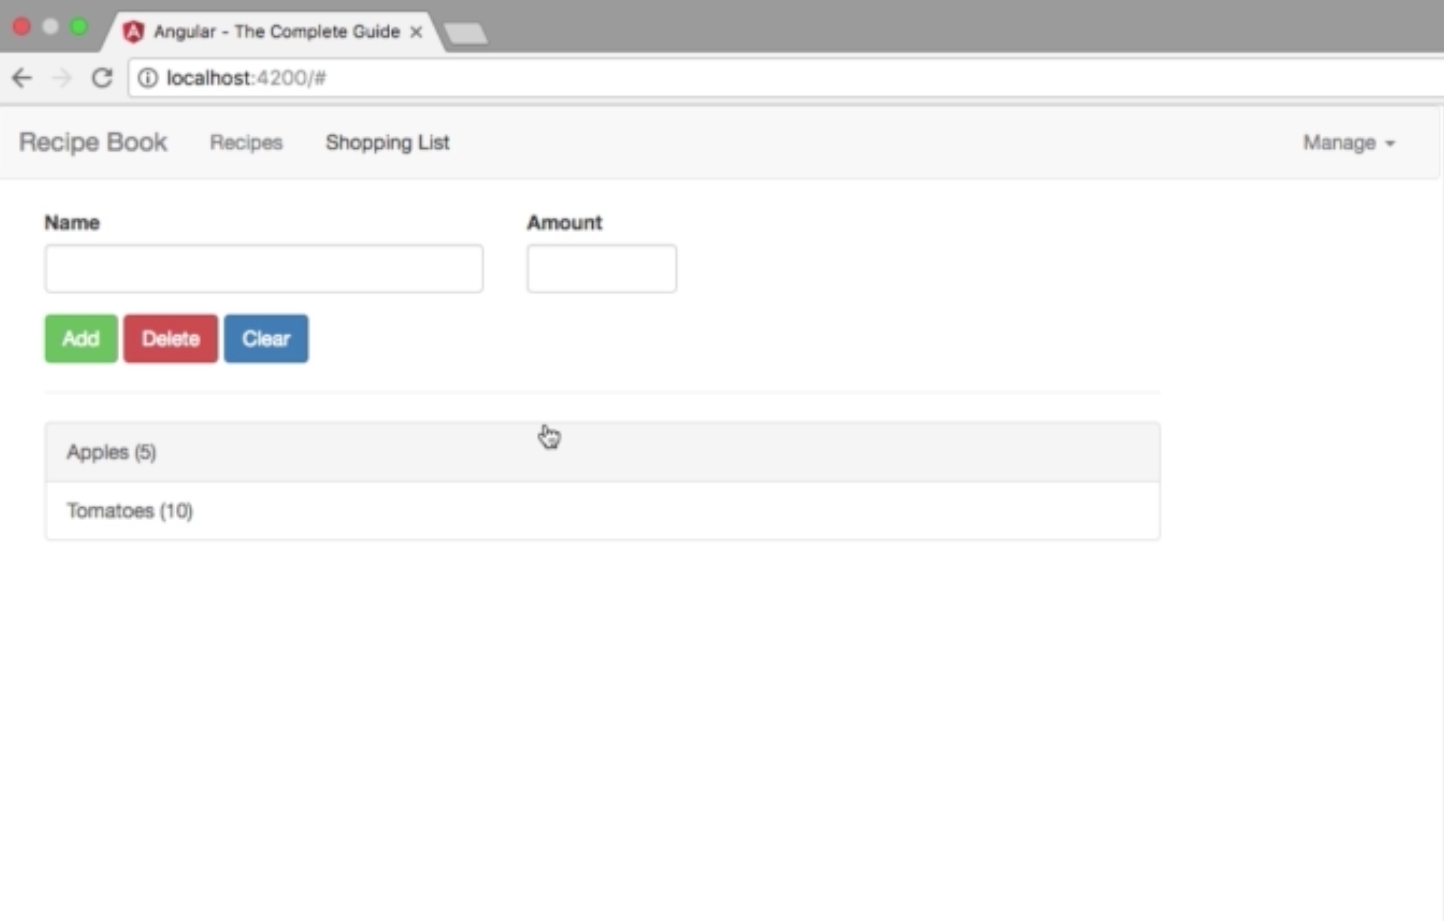 Angular - The Complete Guide
localhost:4200/#
Recipe Book Recipes Shopping List Manage
Name Amount
Add Delete Clear
Apples (5)
Tomatoes (10)